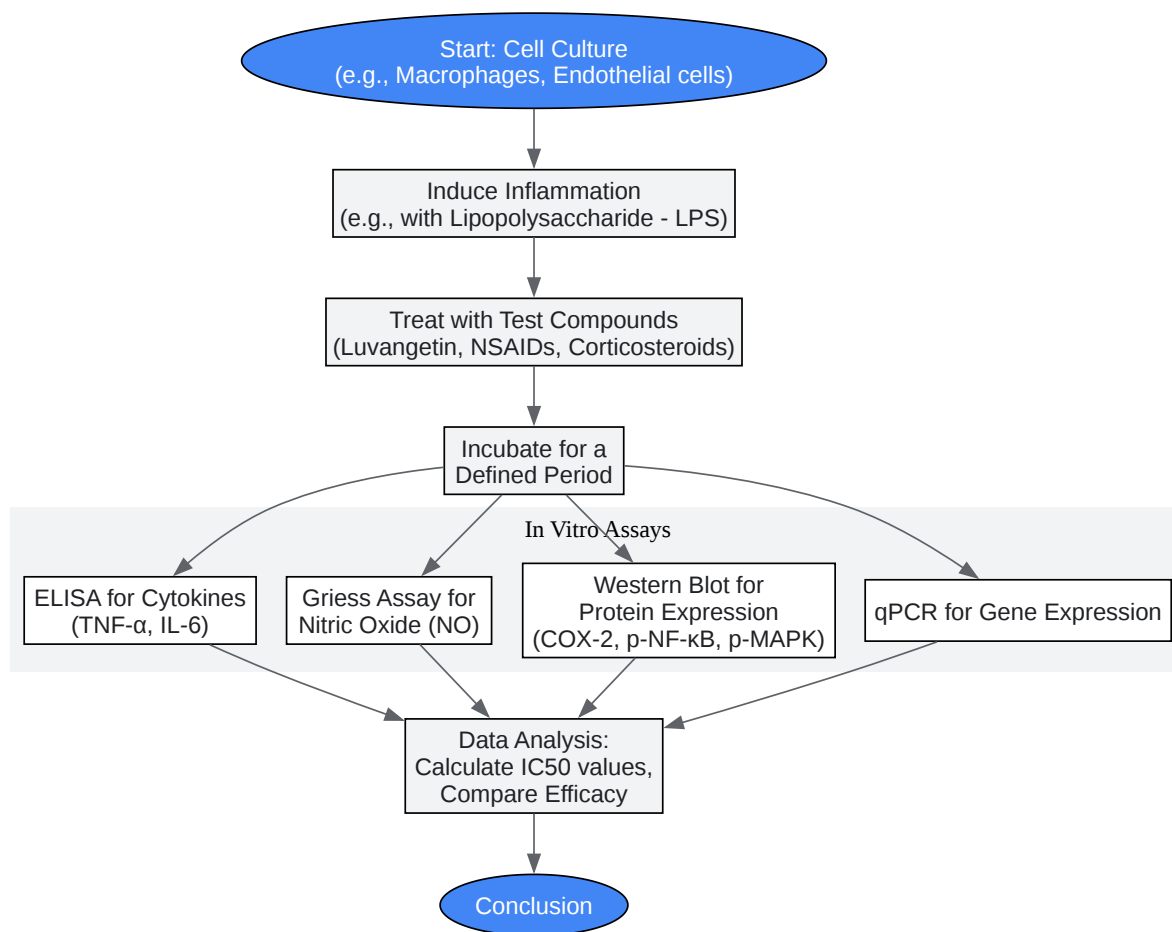 Start: Cell Culture
(e.g., Macrophages, Endothelial cells)
Induce Inflammation
(e.g., with Lipopolysaccharide - LPS)
Treat with Test Compounds
(Luvangetin, NSAIDs, Corticosteroids)
Incubate for a
Defined Period
In Vitro Assays
ELISA for Cytokines
(TNF-α, IL-6)
Griess Assay for
Nitric Oxide (NO)
Western Blot for
Protein Expression
(COX-2, p-NF-κB, p-MAPK)
qPCR for Gene Expression
Data Analysis:
Calculate IC50 values,
Compare Efficacy
Conclusion